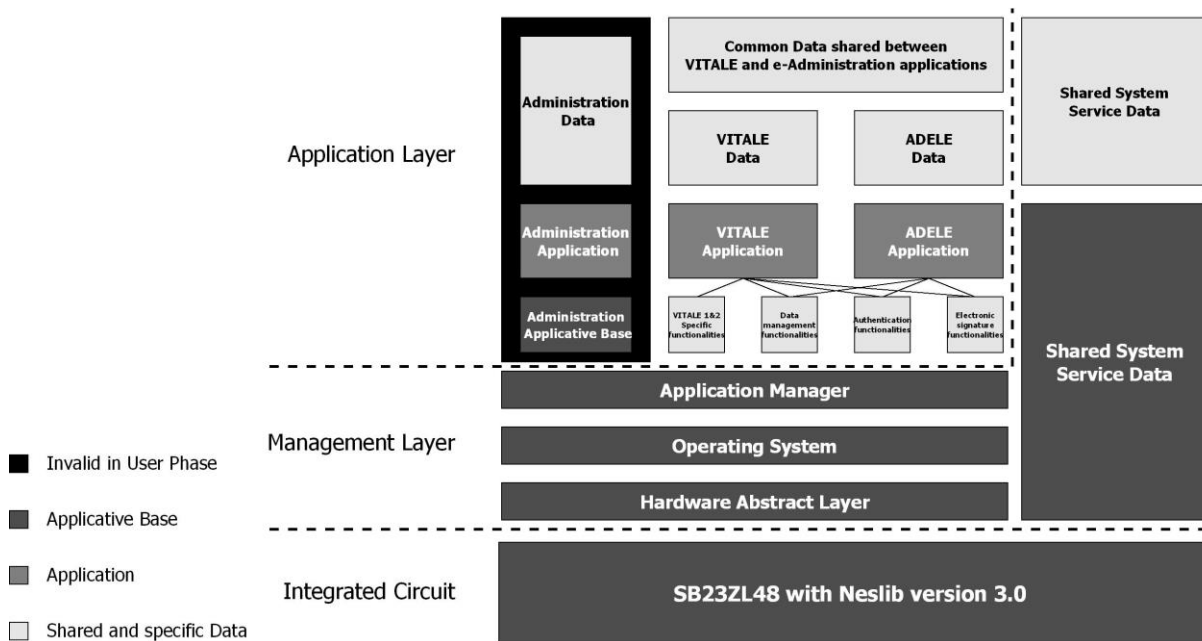 Common Data shared between
VITALE and e-Administration applications
Administration
Data
Shared System
Service Data
VITALE
Data
ADELE
Data
Application Layer
Administration
Application
VITALE
Application
ADELE
Application
Administration
Applicative Base
VITALE 1&2
Specific
functionalities
Data
management
functionalities
Authentication
functionalities
Electronic
signature
functionalities
Shared System
Service Data
Application Manager
Management Layer
Operating System
Hardware Abstract Layer
Integrated Circuit
SB23ZL48 with Neslib version 3.0
Invalid in User Phase
Applicative Base
Application
Shared and specific Data